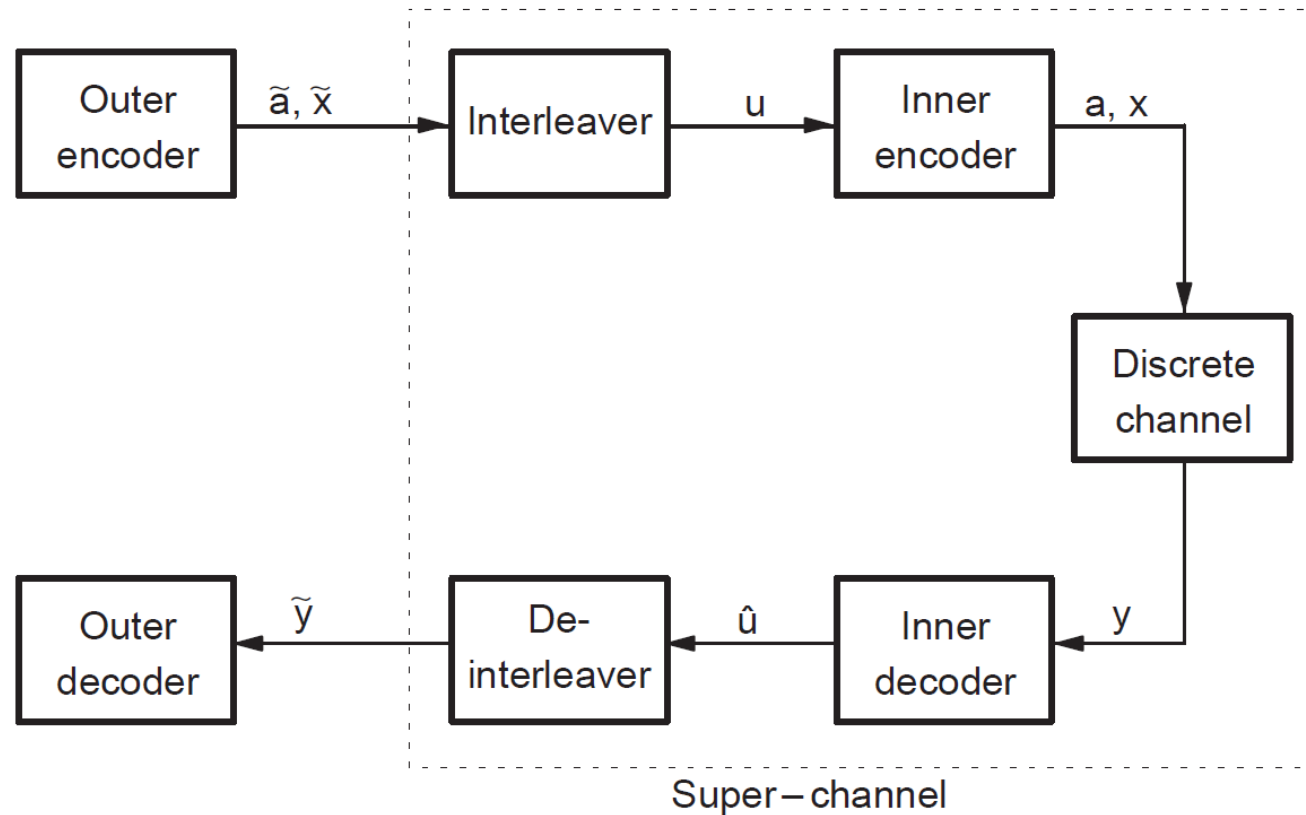 Outer
encoder
ã, x̃
Interleaver
u
Inner
encoder
a, x
Discrete
channel
Outer
decoder
ỹ
De-
interleaver
û
Inner
decoder
y
Super – channel